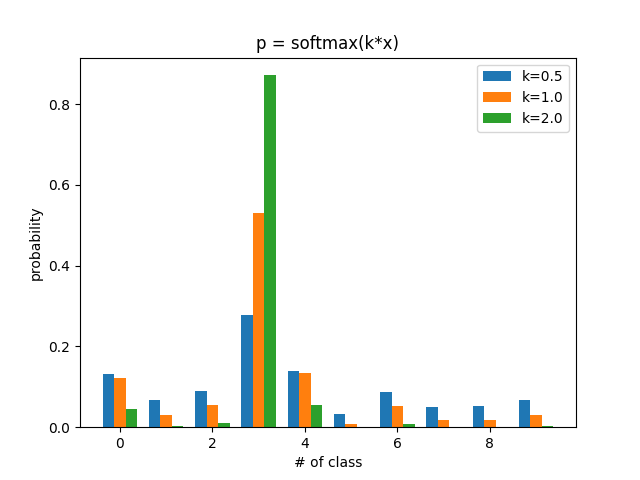 p = softmax(k*x)
k=0.5
k=1.0
k=2.0
probability
0.8
0.6
0.4
0.2
0.0
0 2 4 6 8
# of class